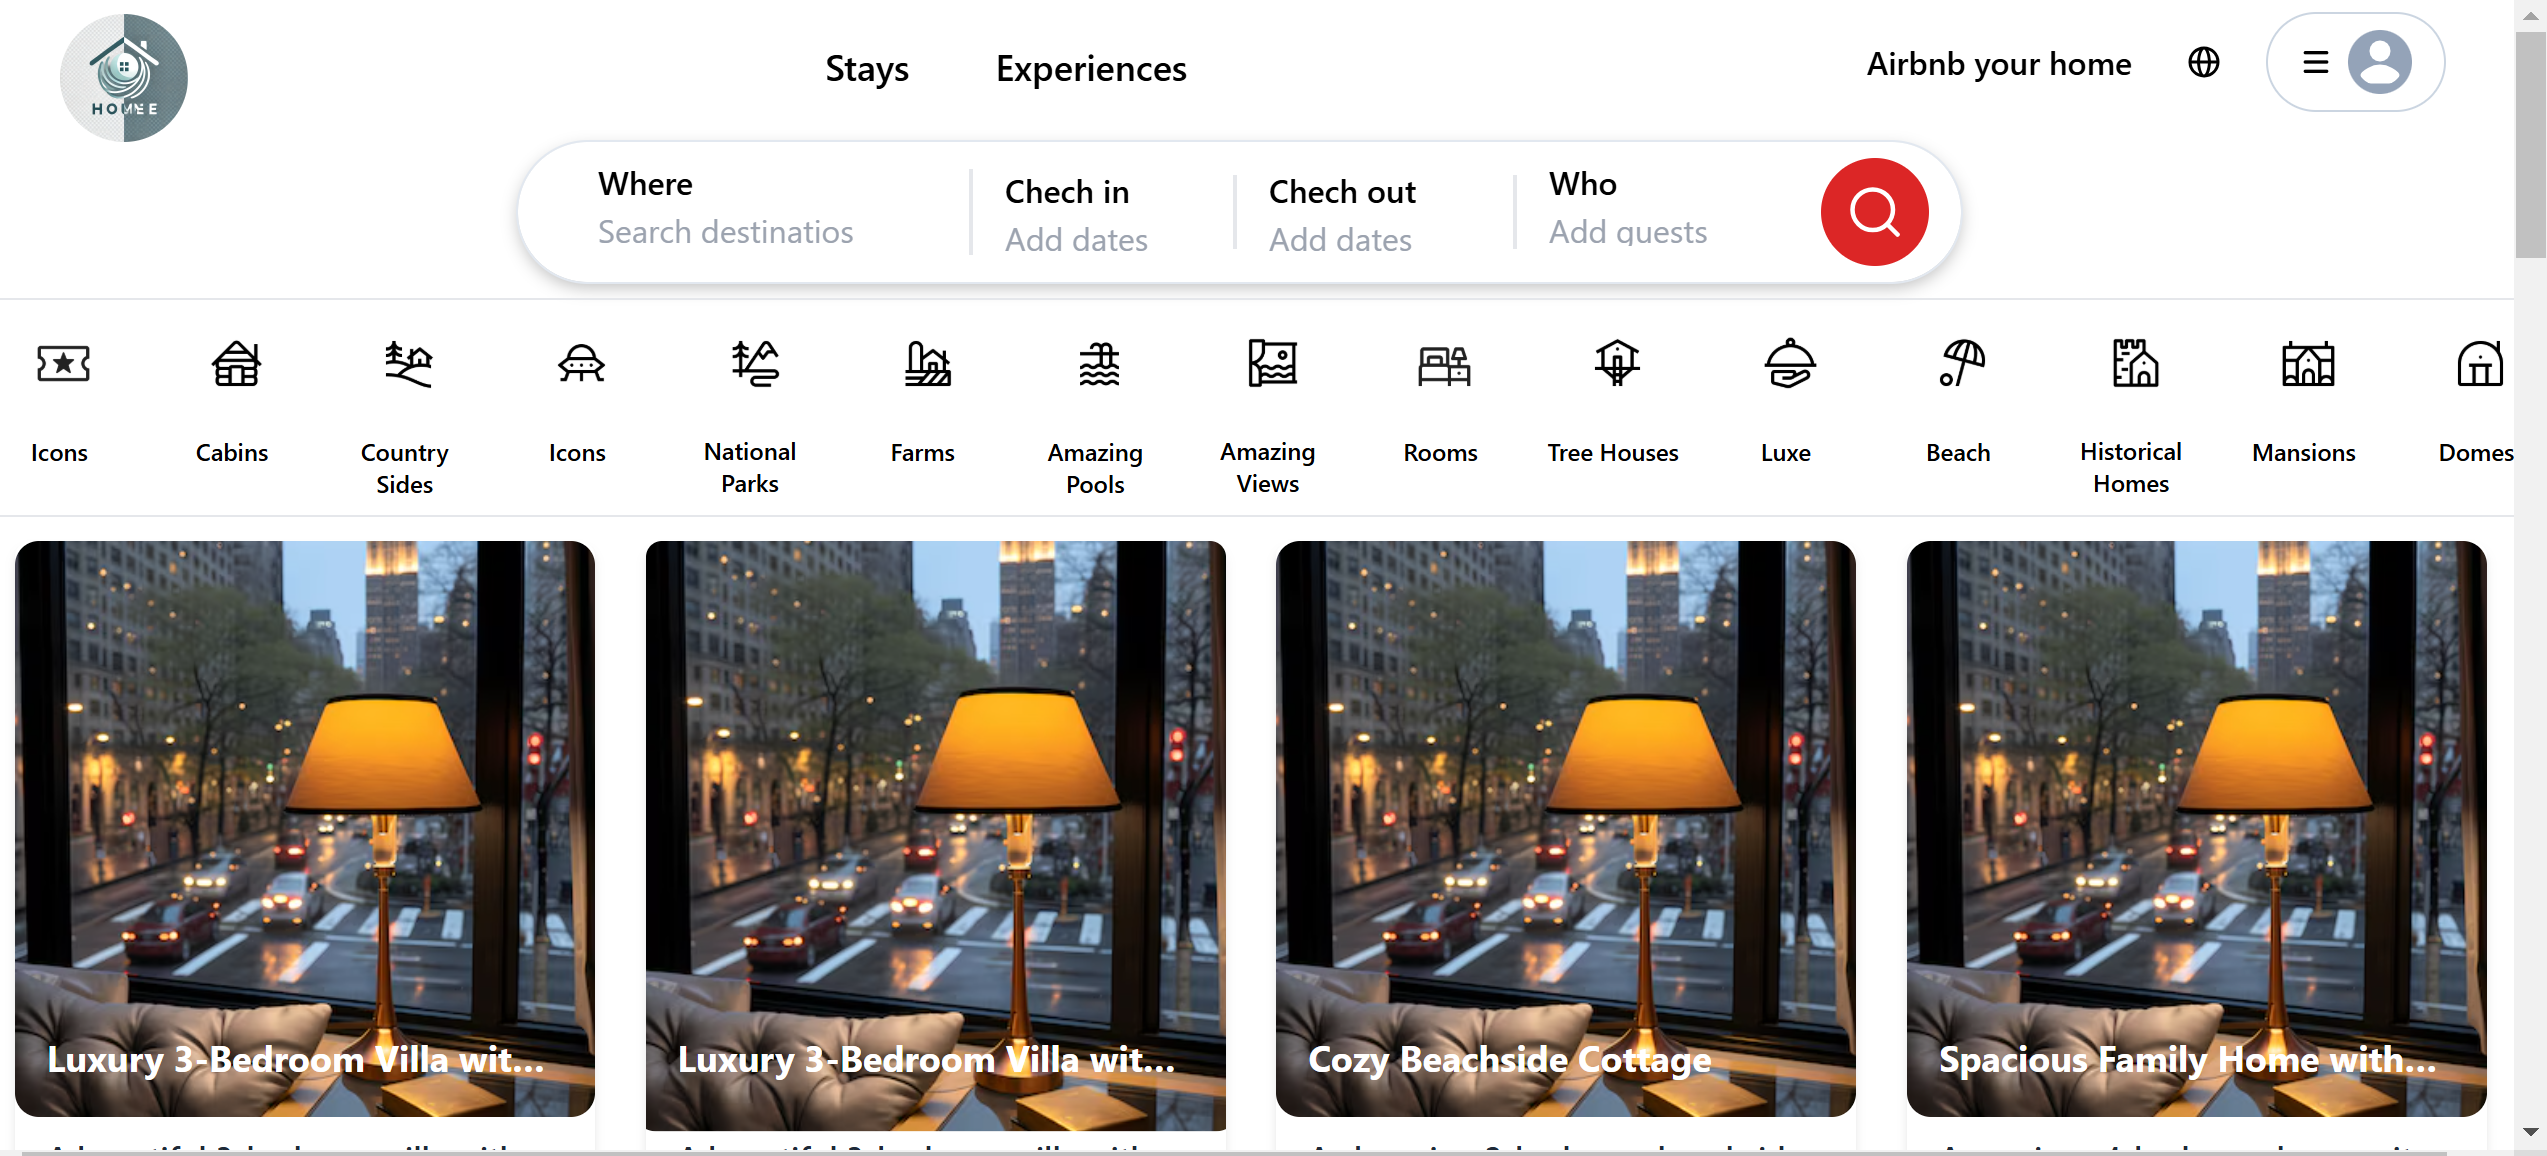 HOMEE
Stays Experiences
Airbnb your home
Where
Search destinatios
Chech in
Add dates
Chech out
Add dates
Who
Add guests
Icons
Cabins
Country
Sides
Icons
National
Parks
Farms
Amazing
Pools
Amazing
Views
Rooms
Tree Houses
Luxe
Beach
Historical
Homes
Mansions
Domes
Luxury 3-Bedroom Villa wit...
Luxury 3-Bedroom Villa wit...
Cozy Beachside Cottage
Spacious Family Home with...